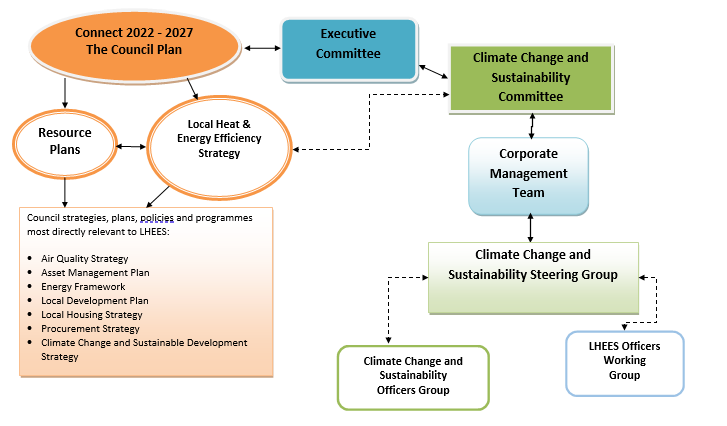 Connect 2022 - 2027
The Council Plan
Executive
Committee
Climate Change and
Sustainability
Committee
Resource
Plans
Local Heat &
Energy Efficiency
Strategy
Corporate
Management
Team
Council strategies, plans, policies and programmes
most directly relevant to LHEES:
• Air Quality Strategy
• Asset Management Plan
• Energy Framework
• Local Development Plan
• Local Housing Strategy
• Procurement Strategy
• Climate Change and Sustainable Development
Strategy
Climate Change and
Sustainability Steering Group
Climate Change and
Sustainability
Officers Group
LHEES Officers
Working
Group